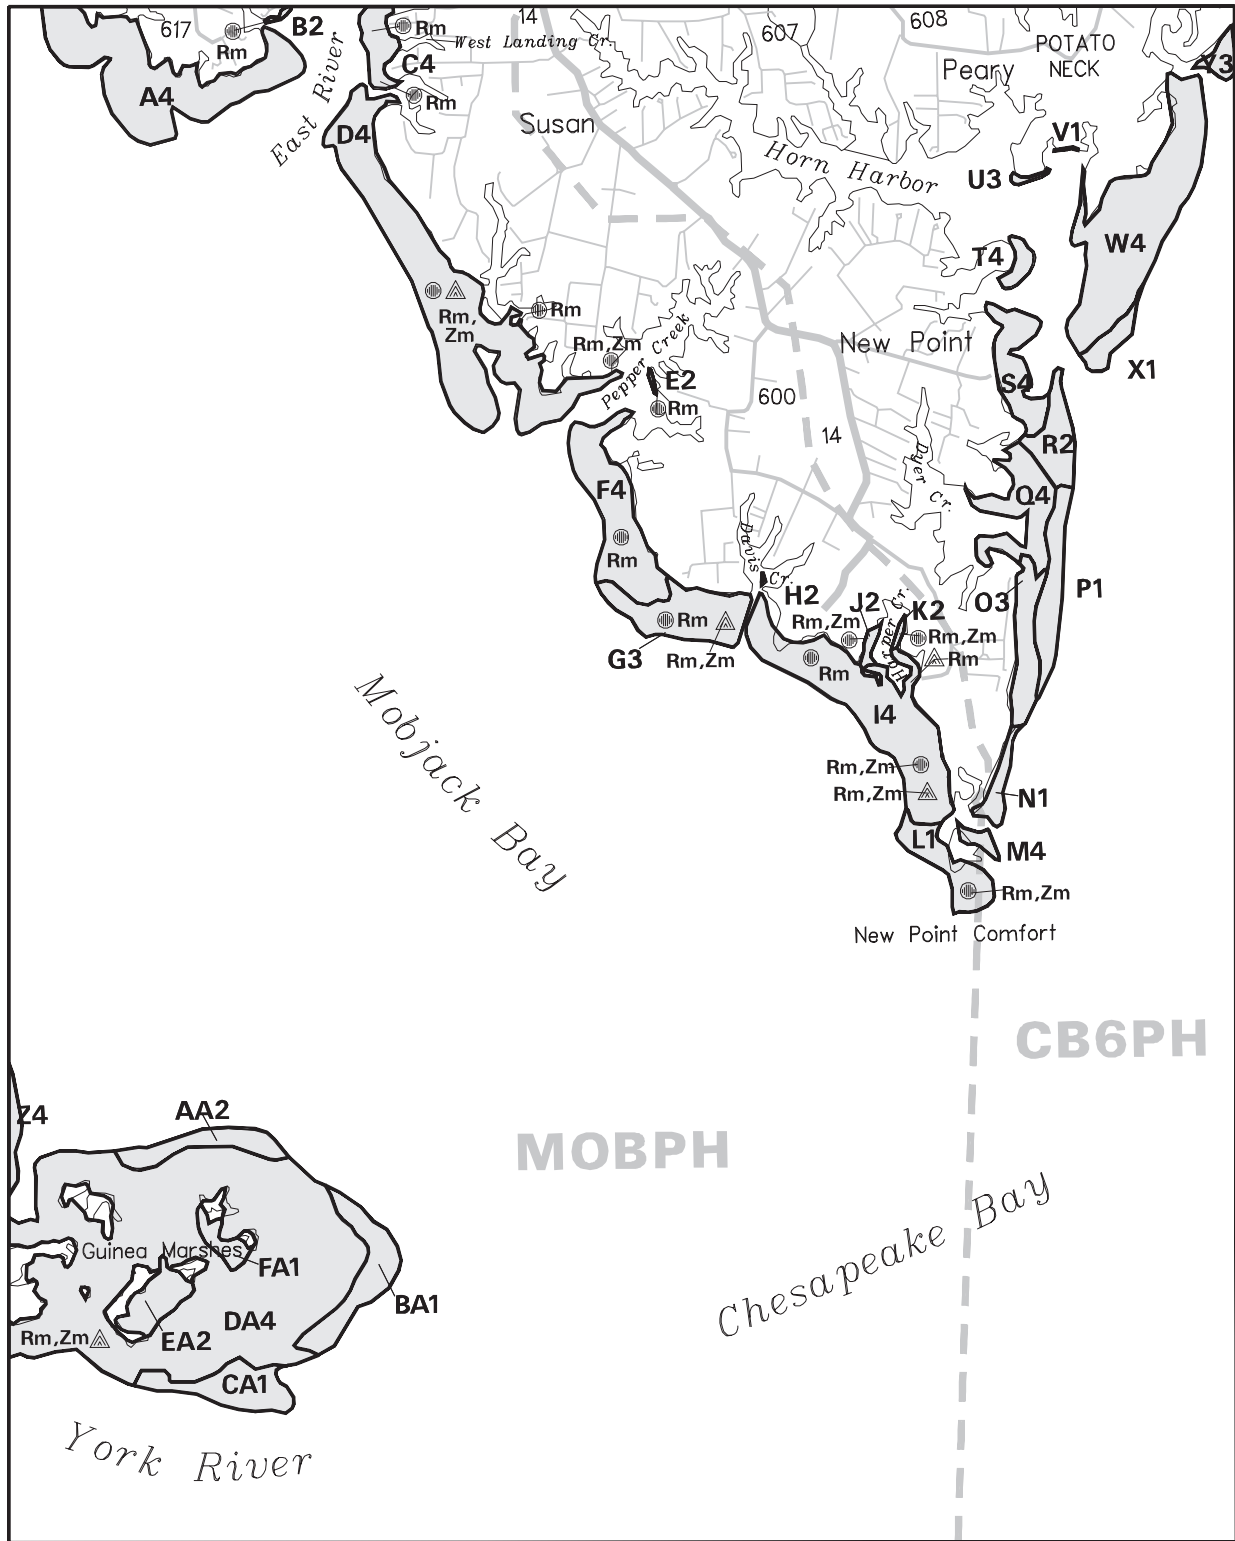 617
B2
Rm
A4
East River
Rm
West Landing Cr.
C4
Rm
14
607
608
POTATO
NECK
Peary
Y3
D4
Susan
Horn Harbor
V1
U3
T4
W4
X1
Rm,
Zm
Rm
Rm,Zm
Pepper Creek
E2
Rm
New Point
600
14
S4
R2
Q4
Dyer Cr.
F4
Rm
Davis Cr.
H2
J2
K2
Harper Cr.
O3
P1
Rm
G3
Rm,Zm
Rm,Zm
Rm
Rm,Zm
Rm
I4
Mobjack Bay
Rm,Zm
Rm,Zm
N1
L1
M4
Rm,Zm
New Point Comfort
CB6PH
MOBPH
Z4
AA2
Guinea Marshes
FA1
BA1
DA4
EA2
Rm,Zm
CA1
Chesapeake Bay
York River